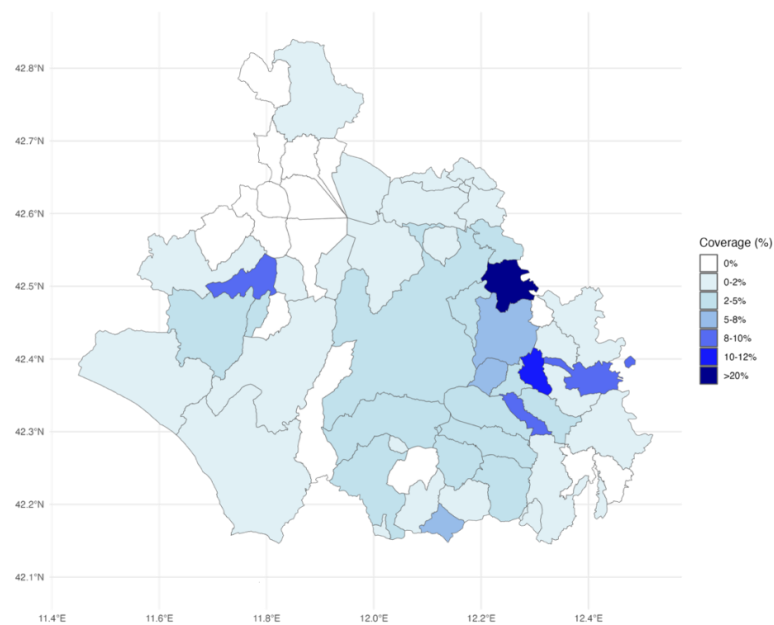 42.8°N
42.7°N
42.6°N
42.5°N
42.4°N
42.3°N
42.2°N
42.1°N
11.4°E 11.6°E 11.8°E 12.0°E 12.2°E 12.4°E
Coverage (%)
0%
0-2%
2-5%
5-8%
8-10%
10-12%
>20%